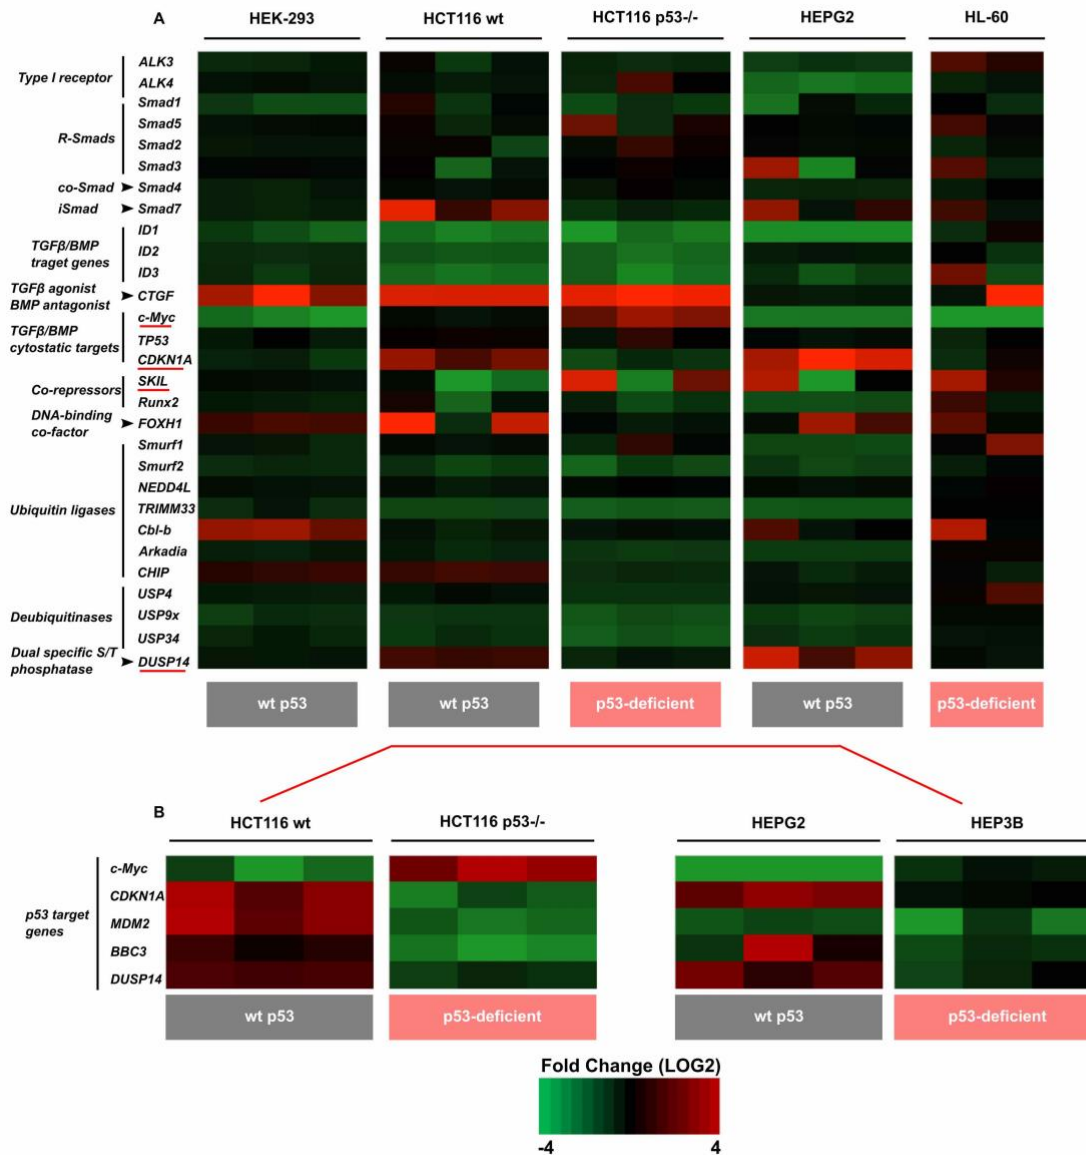 A
HEK-293
HCT116 wt
HCT116 p53-/-
HEPG2
HL-60
Type I receptor
ALK3
ALK4
R-Smads
Smad1
Smad5
Smad2
Smad3
co-Smad
Smad4
iSmad
Smad7
TGFβ/BMP
traget genes
ID1
ID2
ID3
TGFβ agonist
BMP antagonist
CTGF
TGFβ/BMP
cytostatic targets
c-Myc
TP53
CDKN1A
Co-repressors
SKIL
Runx2
DNA-binding
co-factor
FOXH1
Ubiquitin ligases
Smurf1
Smurf2
NEDD4L
TRIMM33
Cbl-b
Arkadia
CHIP
Deubiquitinases
USP4
USP9x
USP34
Dual specific S/T
phosphatase
DUSP14
wt p53
wt p53
p53-deficient
wt p53
p53-deficient
B
HCT116 wt
HCT116 p53-/-
HEPG2
HEP3B
p53 target
genes
c-Myc
CDKN1A
MDM2
BBC3
DUSP14
wt p53
p53-deficient
wt p53
p53-deficient
Fold Change (LOG2)
-4
4